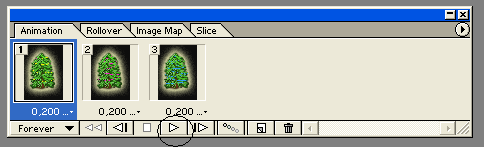 Animation Rollover Image Map Slice
1 2 3
0,200 ... 0,200 ... 0,200 ...
Forever